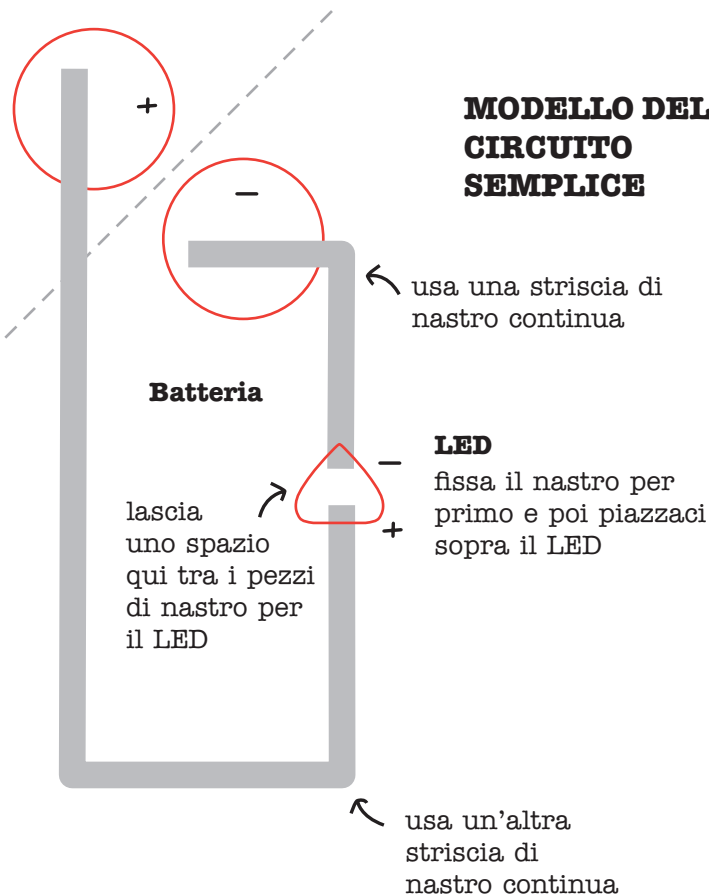 +
MODELLO DEL
CIRCUITO
SEMPLICE
−
usa una striscia di
nastro continua
Batteria
−
LED
fissa il nastro per
primo e poi piazzaci
sopra il LED
+
lascia
uno spazio
qui tra i pezzi
di nastro per
il LED
usa un’altra
striscia di
nastro continua